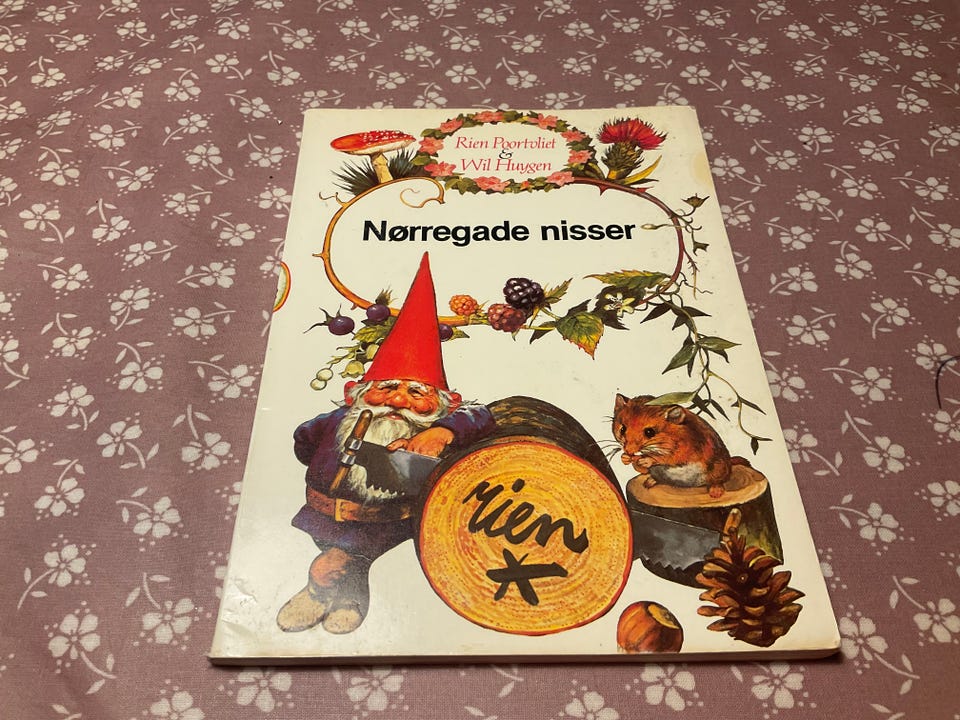 Rien Poortvliet
&
Wil Huygen
Nørregade nisser
rien